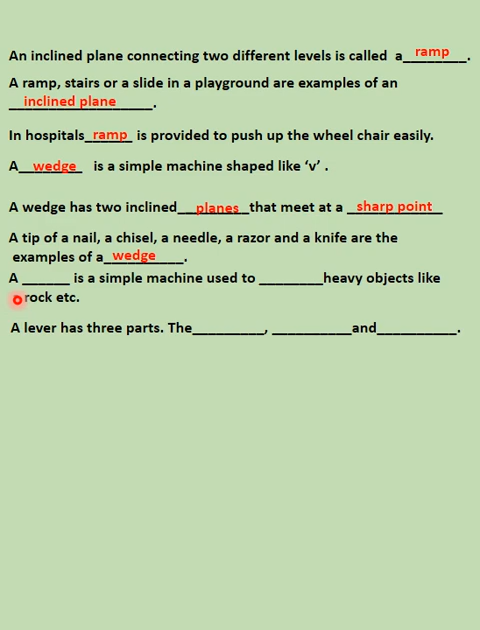 An inclined plane connecting two different levels is called a ramp.
A ramp, stairs or a slide in a playground are examples of an
inclined plane.
In hospitals ramp is provided to push up the wheel chair easily.
A wedge is a simple machine shaped like ‘v’ .
A wedge has two inclined planes that meet at a sharp point
A tip of a nail, a chisel, a needle, a razor and a knife are the
examples of a wedge.
A ______ is a simple machine used to ________heavy objects like
rock etc.
A lever has three parts. The_________, __________and__________.